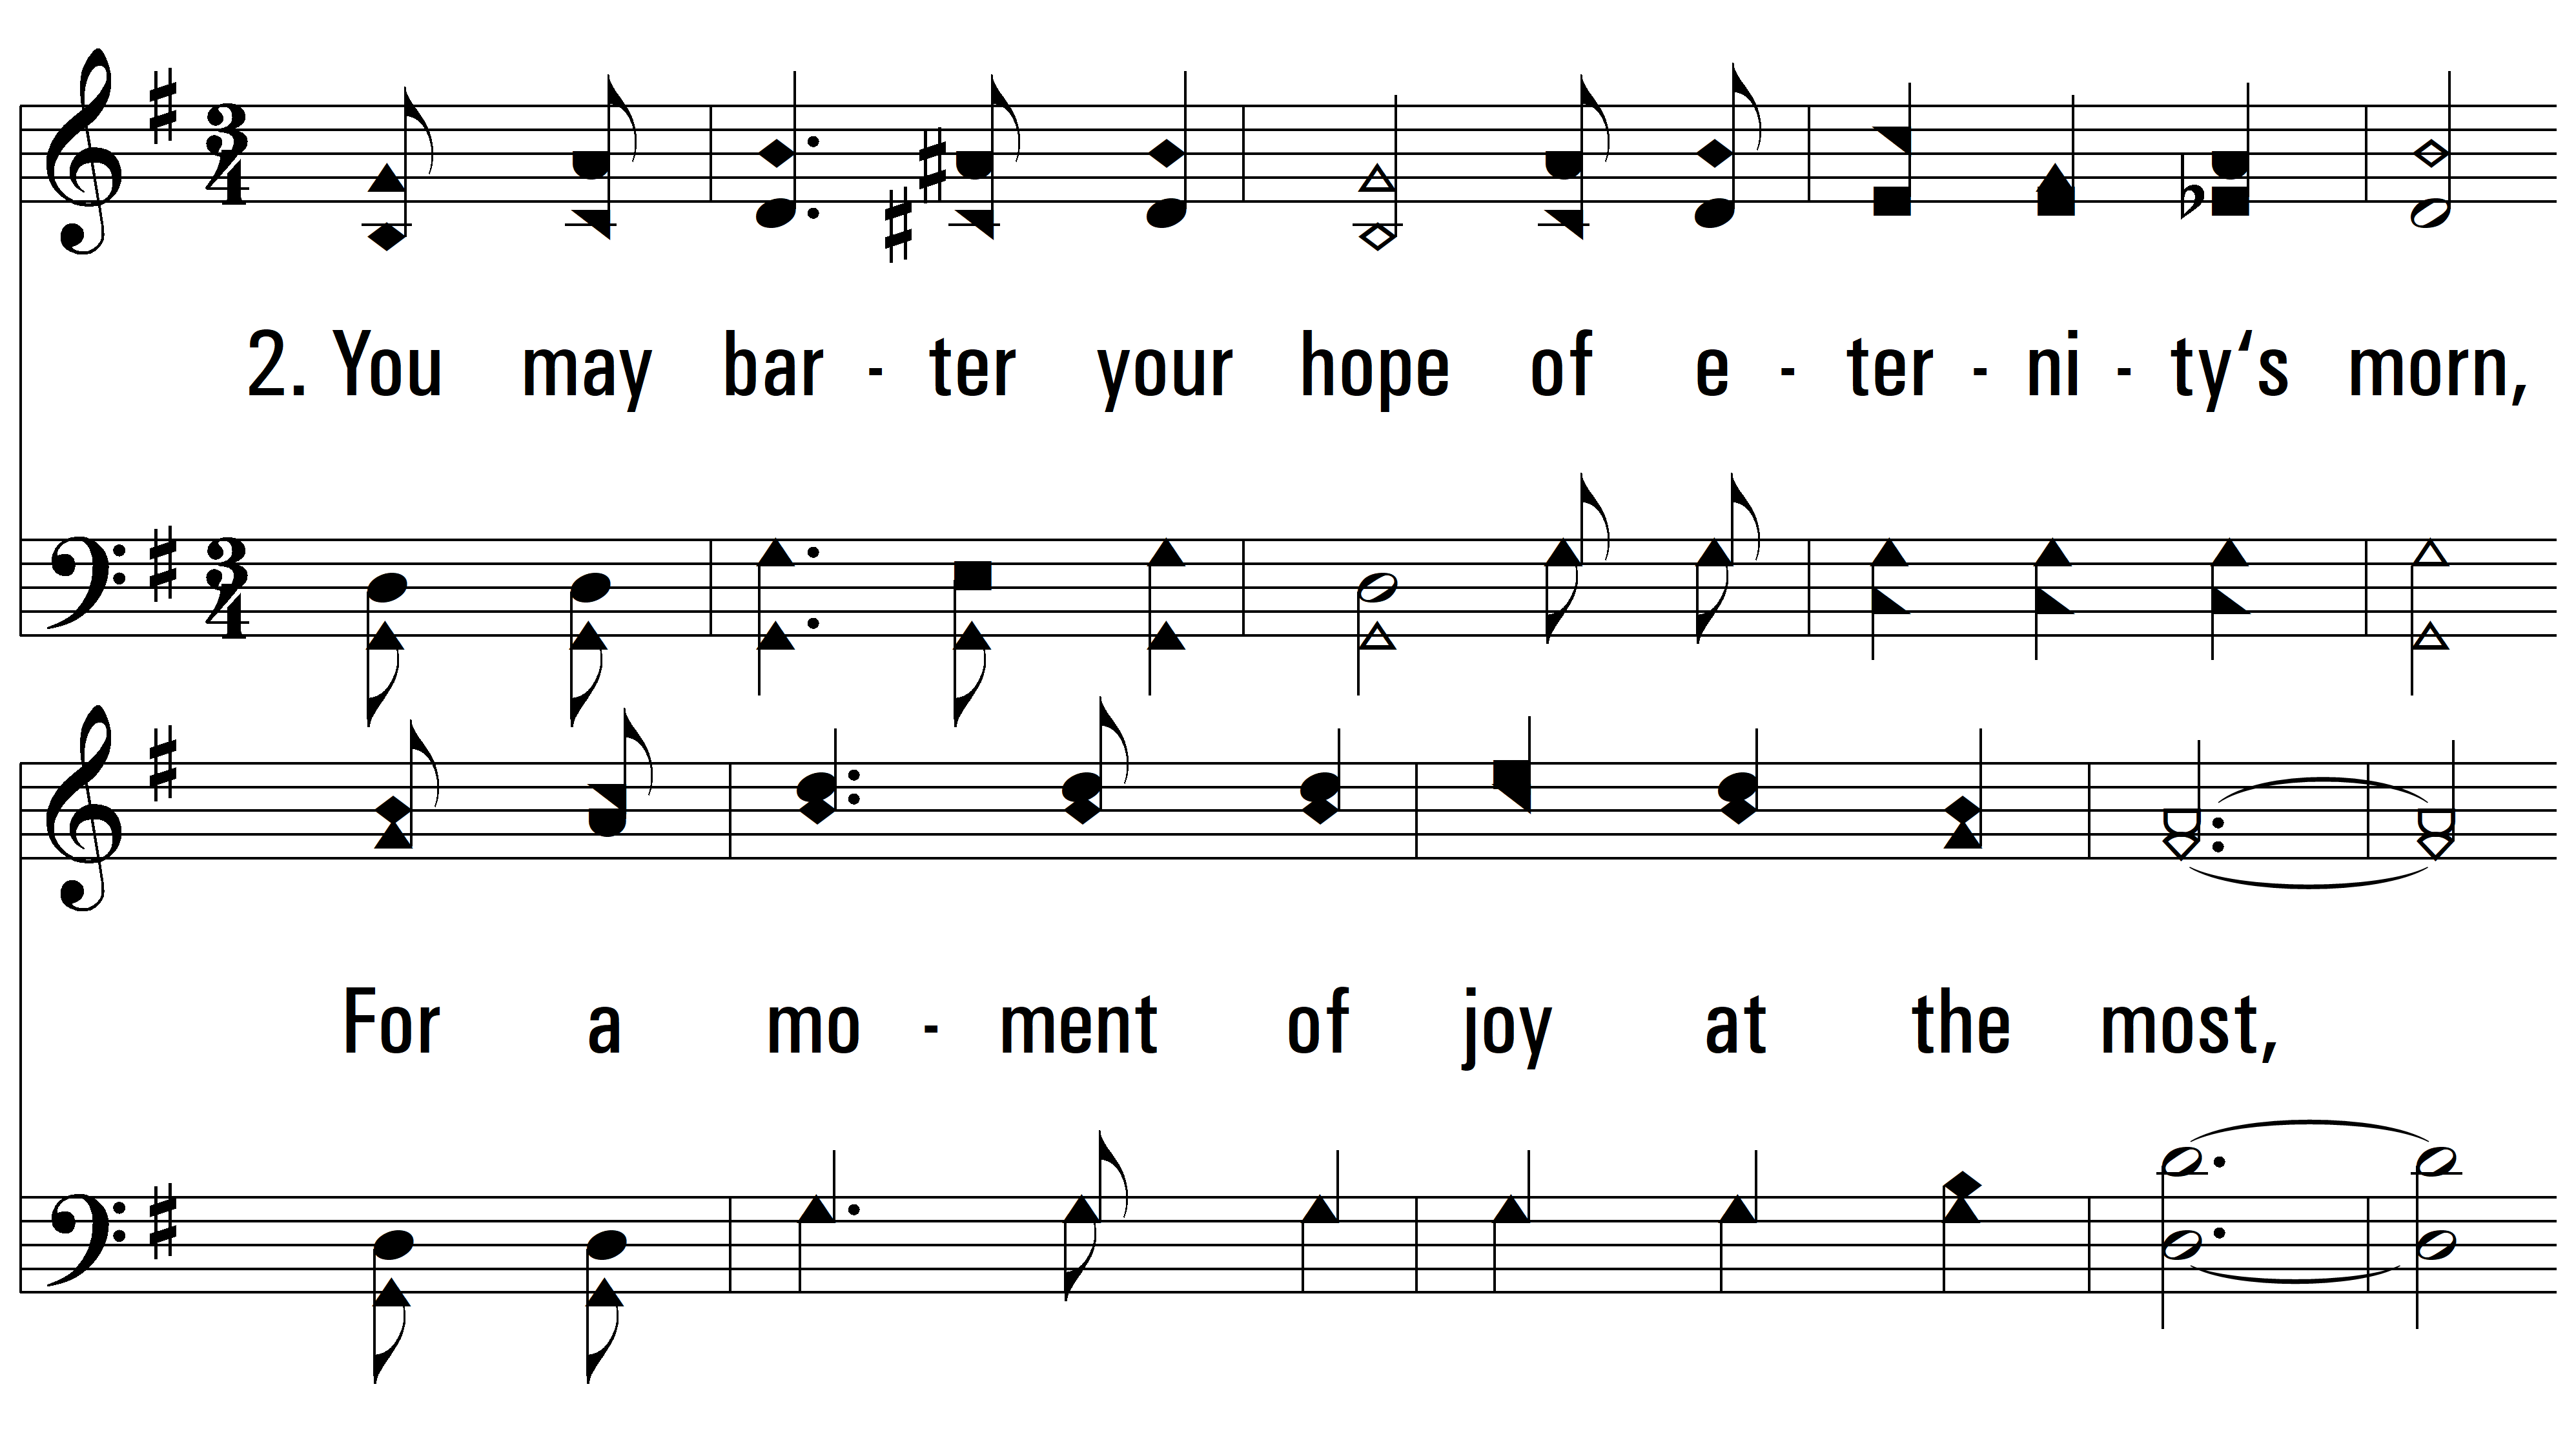 2. You may bar - ter your hope of e - ter - ni - ty‘s morn,
For a mo - ment of joy at the most,